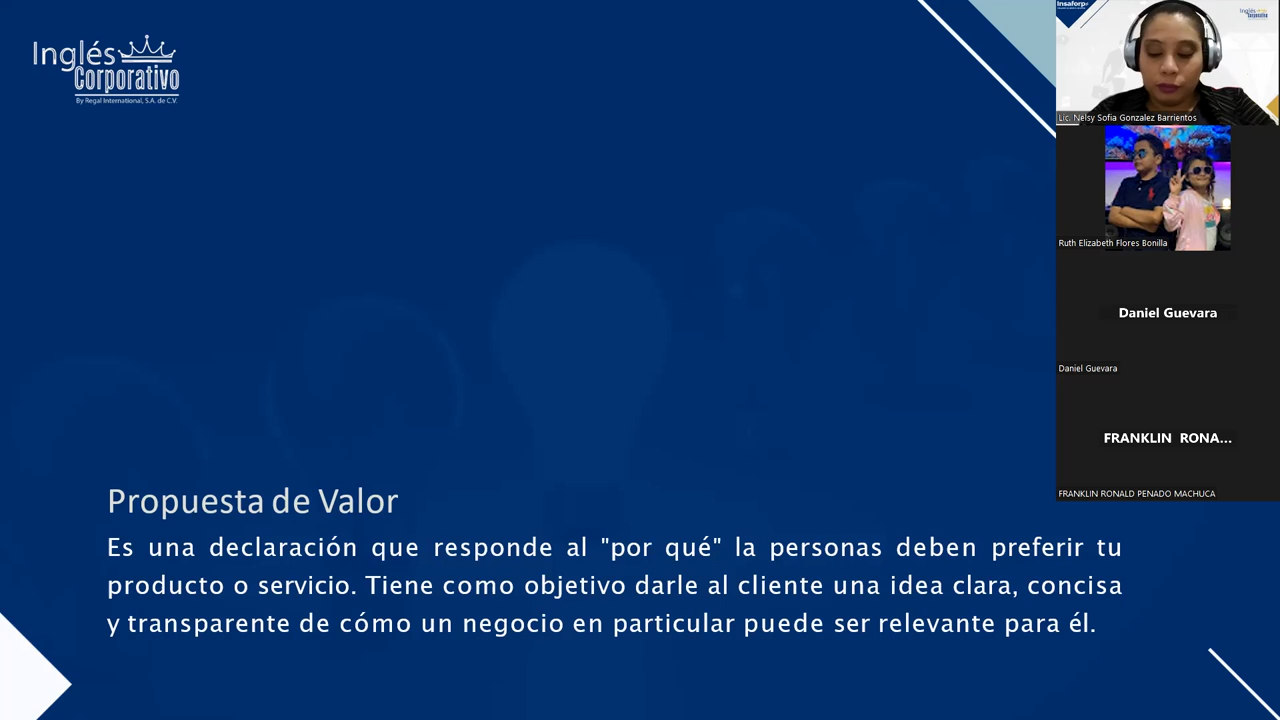 Inglés
Corporativo
By Regal International, S.A. de C.V.
Insaforp
Inglés
Corporativo
Lic. Nelsy Sofia Gonzalez Barrientos
Ruth Elizabeth Flores Bonilla
Daniel Guevara
Daniel Guevara
FRANKLIN RONA...
FRANKLIN RONALD PENADO MACHUCA
Propuesta de Valor
Es una declaración que responde al "por qué" la personas deben preferir tu
producto o servicio. Tiene como objetivo darle al cliente una idea clara, concisa
y transparente de cómo un negocio en particular puede ser relevante para él.